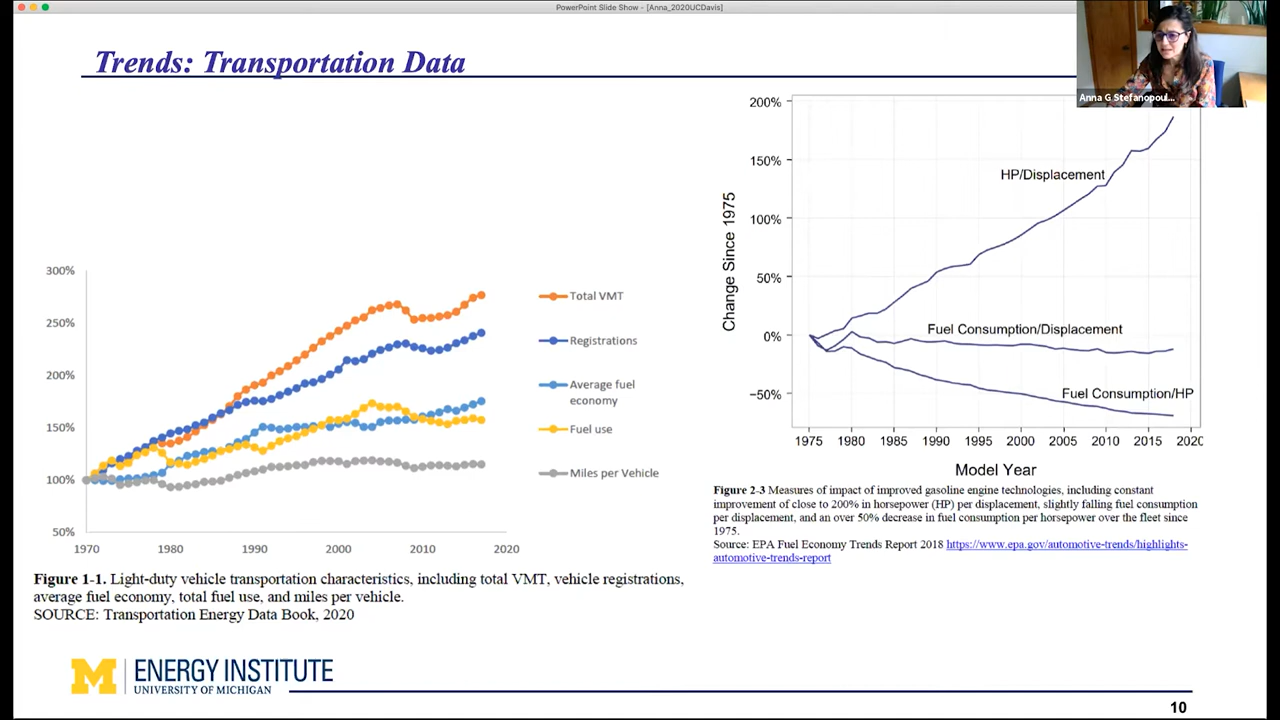 PowerPoint Slide Show - [Anna_2020UCDavis]
Trends: Transportation Data
Anna G Stefanopoul...
300%
250%
200%
150%
100%
50%
1970
1980
1990
2000
2010
2020
Total VMT
Registrations
Average fuel
economy
Fuel use
Miles per Vehicle
Figure 1-1. Light-duty vehicle transportation characteristics, including total VMT, vehicle registrations,
average fuel economy, total fuel use, and miles per vehicle.
SOURCE: Transportation Energy Data Book, 2020
200%
150%
100%
50%
0%
−50%
Change Since 1975
HP/Displacement
Fuel Consumption/Displacement
Fuel Consumption/HP
1975
1980
1985
1990
1995
2000
2005
2010
2015
2020
Model Year
Figure 2-3 Measures of impact of improved gasoline engine technologies, including constant
improvement of close to 200% in horsepower (HP) per displacement, slightly falling fuel consumption
per displacement, and an over 50% decrease in fuel consumption per horsepower over the fleet since
1975.
Source: EPA Fuel Economy Trends Report 2018 https://www.epa.gov/automotive-trends/highlights-
automotive-trends-report
M
ENERGY INSTITUTE
UNIVERSITY OF MICHIGAN
10